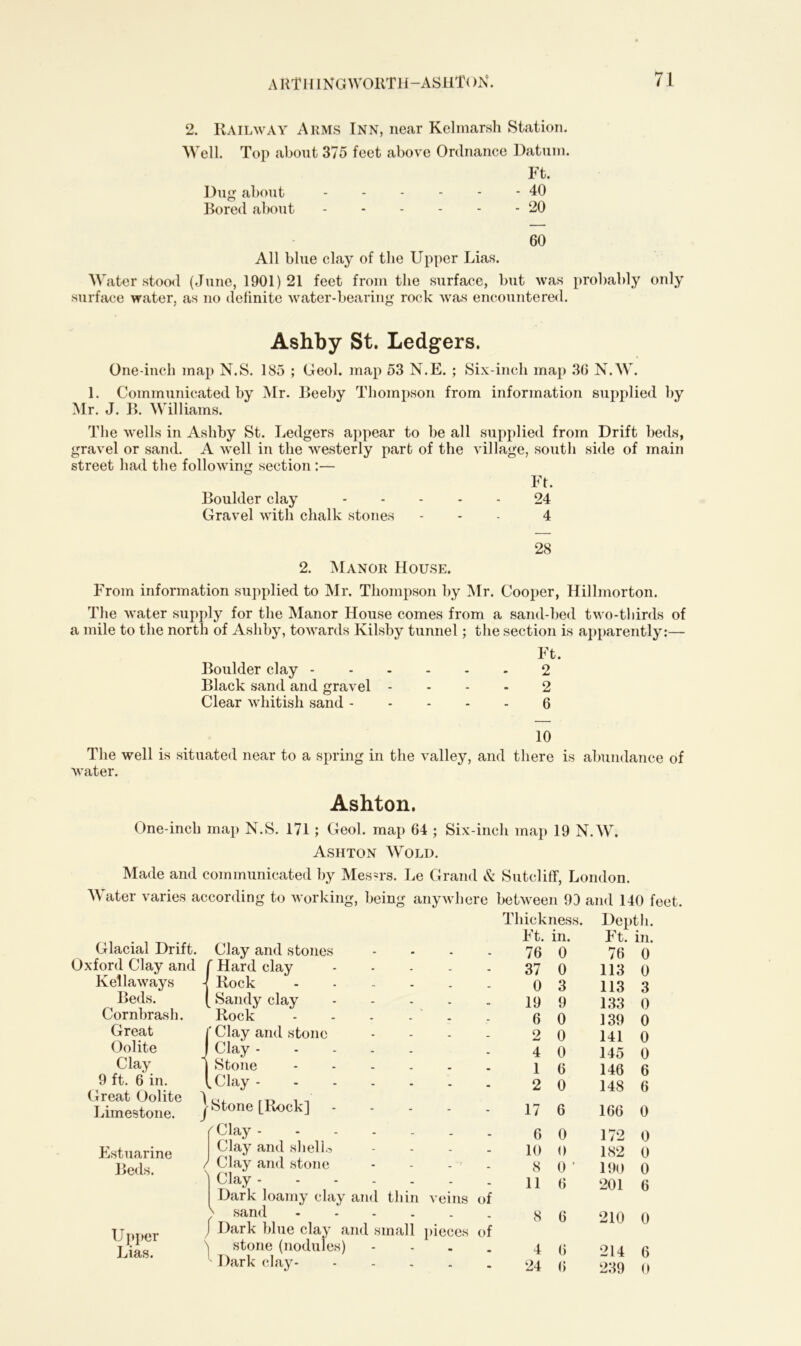 ARTHINGWORTH-ASHTON. 71
2. RAILWAY ARMS INN, near Kelmarsh Station.
Well. Top about 375 feet above Ordnance Datum.
Ft.
Dug about - - - - - - 40
Bored about - - - - - - 20
60
All blue clay of the Upper Lias.
Water stood (June, 1901) 21 feet from the surface, but was probably only
surface water, as no definite water-bearing rock was encountered.
Ashby St. Ledgers.
One-inch map N.S. 185 ; Geol. map 53 N.E. ; Six-inch map 36 N.W.
1. Communicated by Mr. Beeby Thompson from information supplied by
Mr. J. B. Williams.
The wells in Ashby St. Ledgers appear to be all supplied from Drift beds,
gravel or sand. A well in the westerly part of the village, south side of main
street had the following section :—
Ft.
Boulder clay - - - - - 24
Gravel with chalk stones - - - 4
28
2. MANOR HOUSE.
From information supplied to Mr. Thompson by Mr. Cooper, Hillmorton.
The water supply for the Manor House comes from a sand-bed two-thirds of
a mile to the north of Ashby, towards Kilsby tunnel ; the section is apparently:—
Ft.
Boulder clay - - - - - - 2
Black sand and gravel - - - - 2
Clear whitish sand - - - - - 6
10
The well is situated near to a spring in the valley, and there is abundance of
water.
Ashton.
One-inch map N.S. 171 ; Geol. map 64 ; Six-inch map 19 N.W.
ASHTON WOLD.
Made and communicated by Messrs. Le Grand & Sutcliff, London.
Water varies according to working, being anywhere between 90 and 140 feet.
Thickness. Depth.
Ft. in. Ft. in.
Glacial Drift. Clay and stones - - - - 76 0 76 0
Oxford Clay and { Hard clay - - - - - 37 0 113 0
Kellaways { Rock - - - - - - 0 3 113 3
Beds. { Sandy clay - - - - - 19 9 133 0
Cornbrash. Rock - - - - - - 6 0 139 0
Great { Clay and stone - - - - 2 0 141 0
Oolite { Clay - - - - - - 4 0 145 0
Clay { Stone - - - - - - 1 6 146 6
9 ft. 6 in. { Clay - - - - - - - 2 0 148 6
Great Oolite Limestone. } Stone [Rock] - - - - - 17 6 166 0
{ Clay - - - - - - - 6 0 172 0
Estuarine { Clay and shells - - - - 10 0 182 0
Beds. { Clay and stone - - - - 8 0 190 0
{ Clay - - - - - - - 11 6 201 6
Dark loamy clay and thin veins of
sand - - - - - - 8 6 210 0
Upper { Dark blue clay and small pieces of
Lias. { stone (nodules) - - - - 4 6 214 6
Dark clay- - - - - - 24 6 239 0